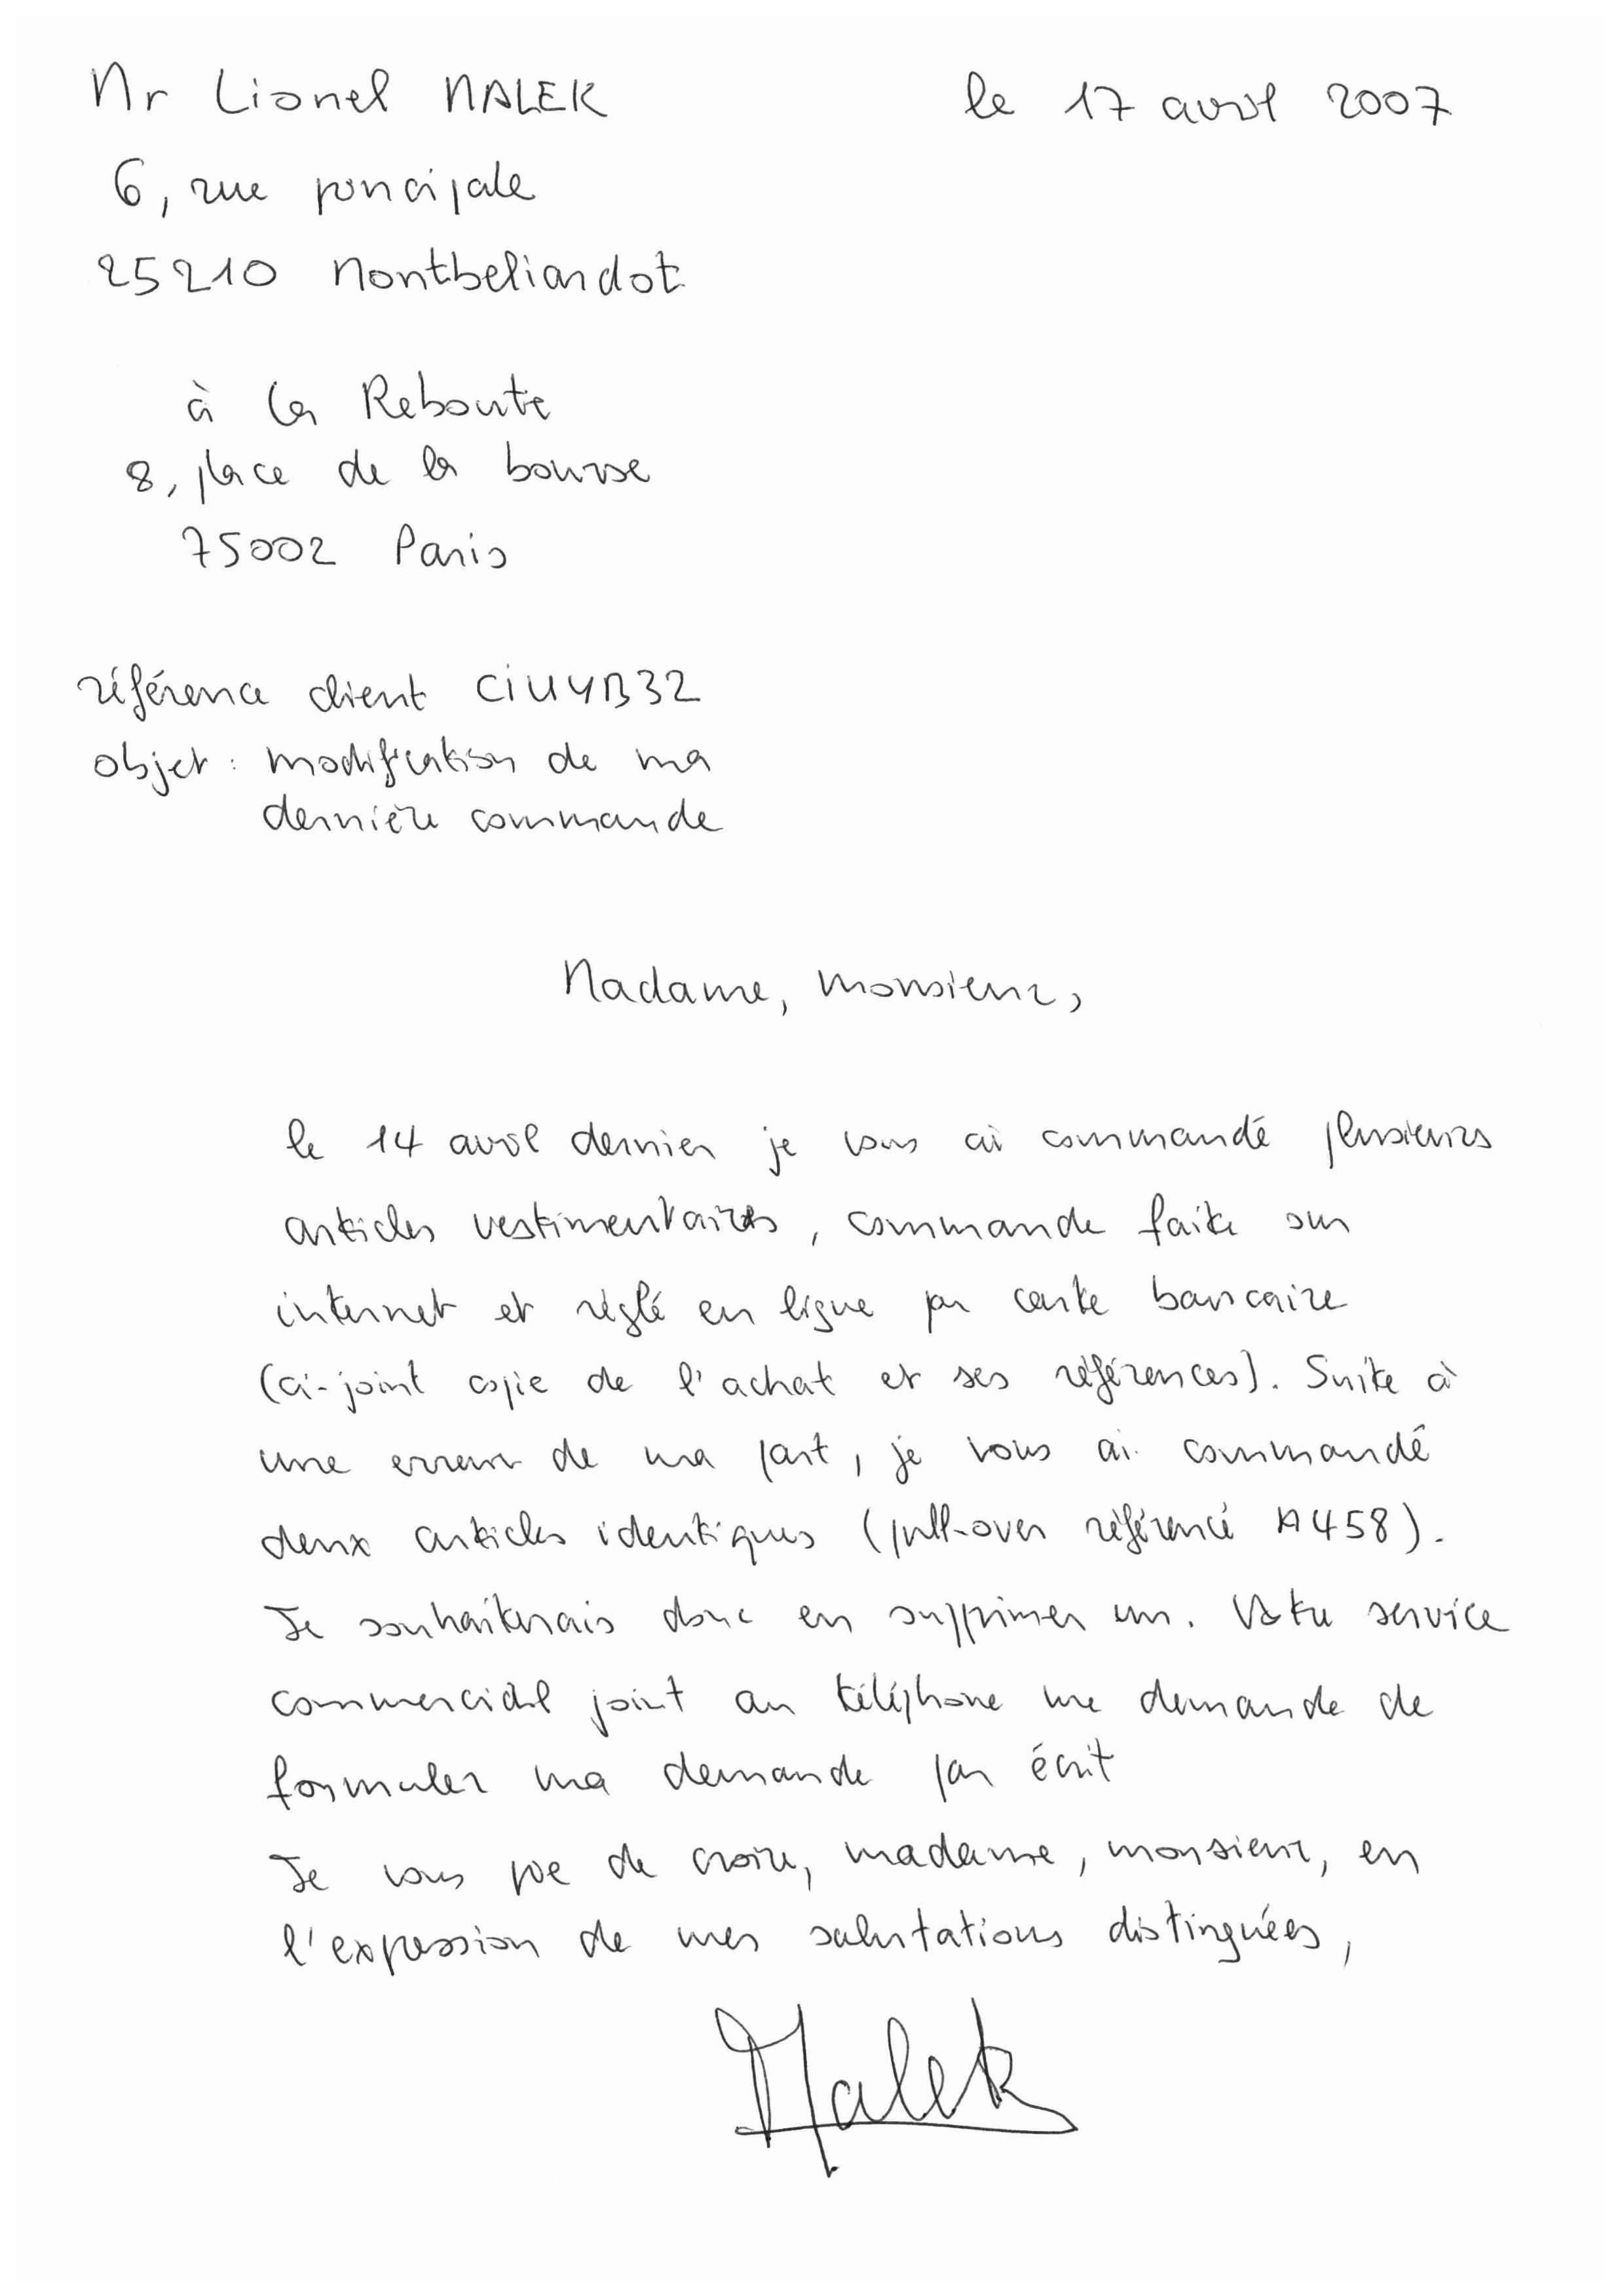 Mr Lionel MALEK
le 17 avril 2007
6, rue principale
25210 Montbeliardot
à la Reboute
8, place de la bourse
75002 Paris
référence client CIUYB32
objet : modification de ma
dernière commande
Madame, monsieur,
le 14 avril dernier je vous ai commandé plusieurs
articles vestimentaires, commande faite sur
internet et réglé en ligne par carte bancaire
(ci-joint copie de l'achat et ses références). Suite à
une erreur de ma part, je vous ai commandé
deux articles identiques (pull-over référencé A458).
Je souhaiterais donc en supprimer un. Votre service
commercial joint au téléphone me demande de
formuler ma demande par écrit
Je vous prie de croire, madame, monsieur, en
l'expression de mes salutations distinguées,
Malek